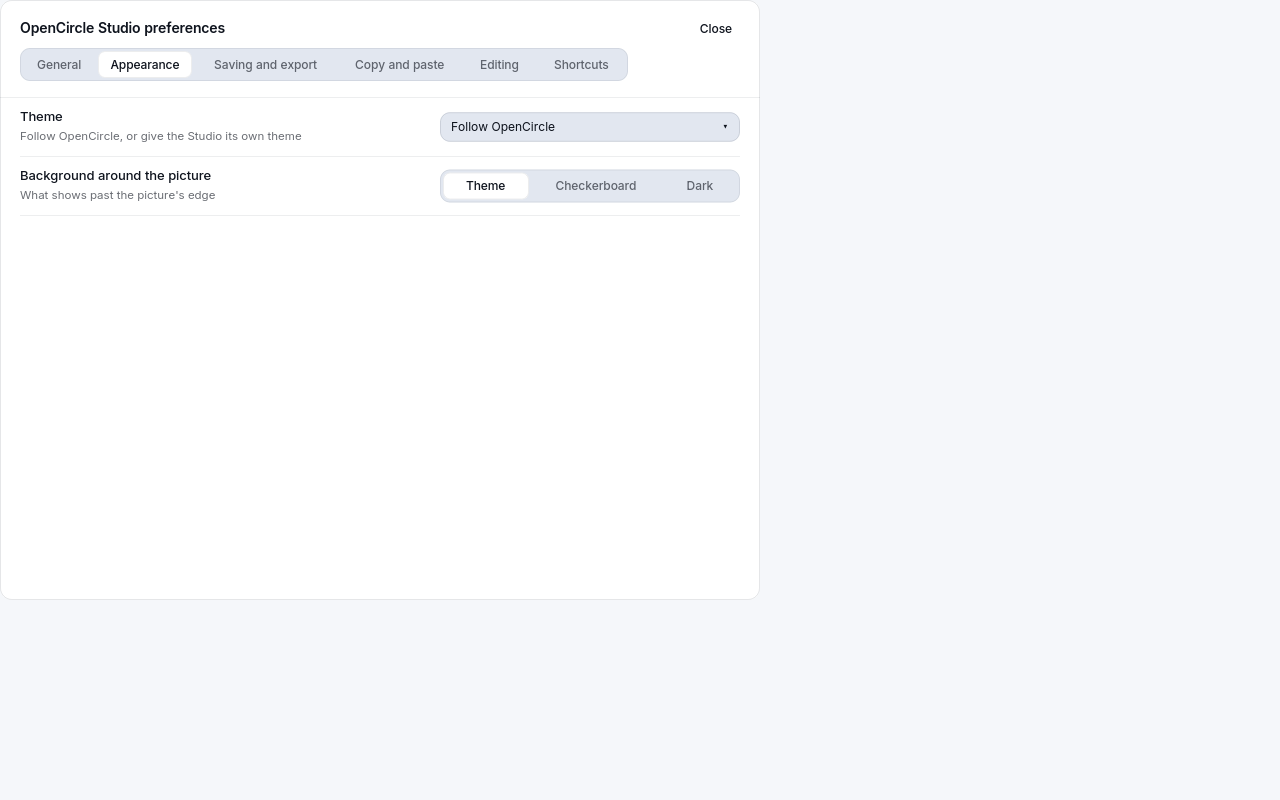 OpenCircle Studio preferences
Close
General
Appearance
Saving and export
Copy and paste
Editing
Shortcuts
Theme
Follow OpenCircle, or give the Studio its own theme
Follow OpenCircle
Background around the picture
What shows past the picture's edge
Theme
Checkerboard
Dark